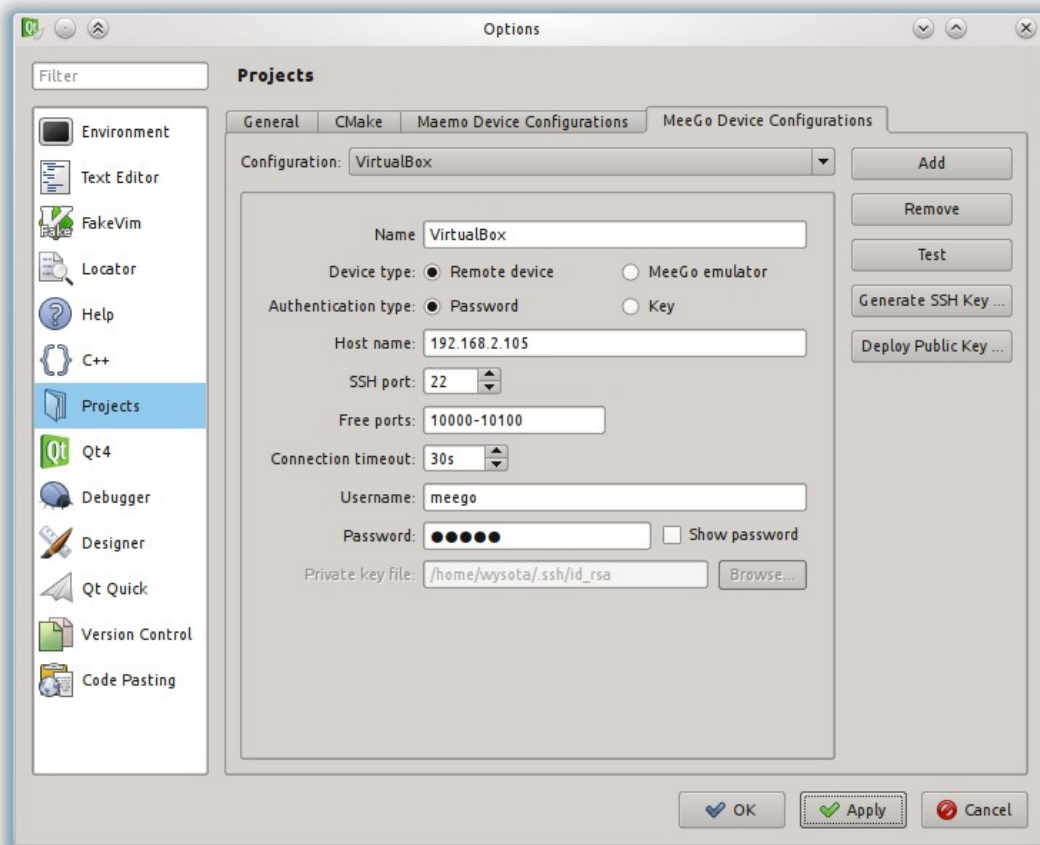 Options
Filter
Environment
Text Editor
FakeVim
Locator
Help
C++
Projects
Qt4
Debugger
Designer
Qt Quick
Version Control
Code Pasting
Projects
General CMake Maemo Device Configurations MeeGo Device Configurations
Configuration: VirtualBox
Name VirtualBox
Device type: Remote device MeeGo emulator
Authentication type: Password Key
Host name: 192.168.2.105
SSH port: 22
Free ports: 10000-10100
Connection timeout: 30s
Username: meego
Password: ●●●●● Show password
Private key file: /home/wysota/.ssh/id_rsa Browse...
Add
Remove
Test
Generate SSH Key ...
Deploy Public Key ...
OK Apply Cancel